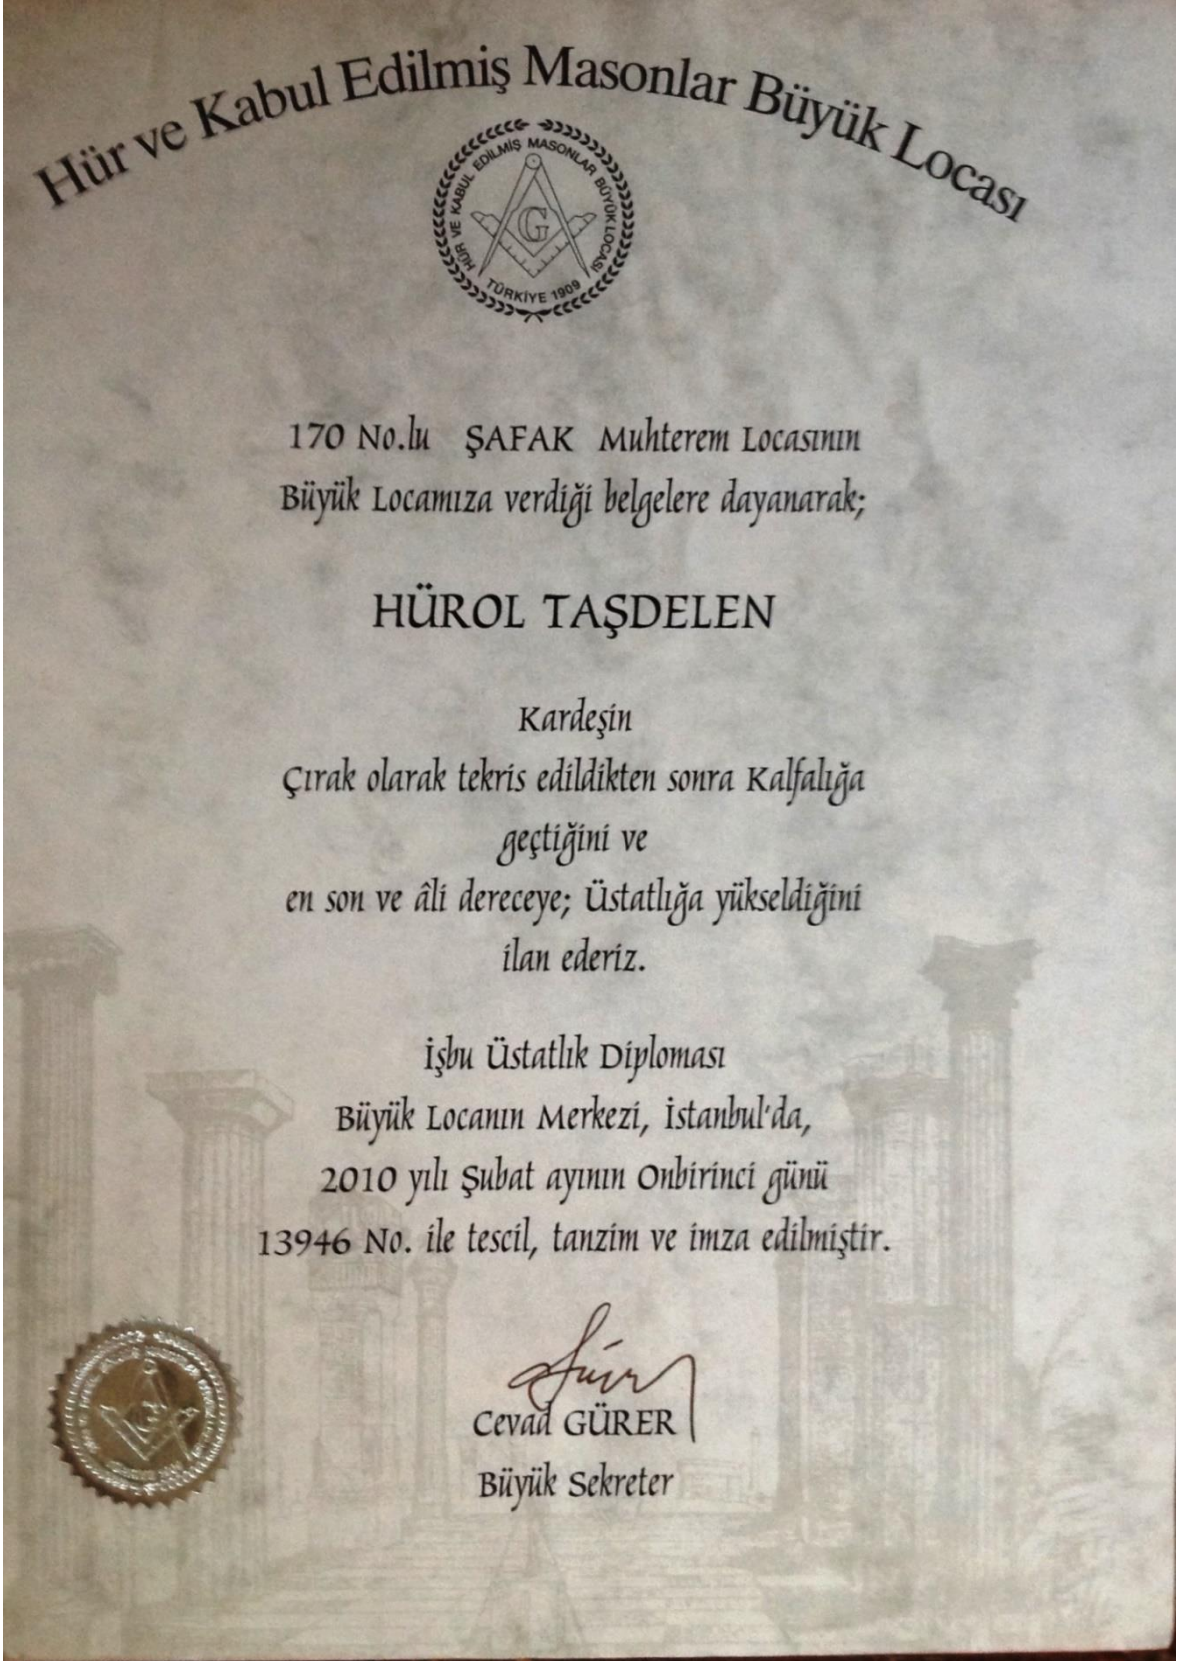 Hür ve Kabul Edilmiş Masonlar Büyük Locası
HÜR VE KABUL EDİLMİŞ MASONLAR BÜYÜK LOCASI
G
TÜRKİYE 1909
170 No.lu ŞAFAK Muhterem Locasının
Büyük Locamıza verdiği belgelere dayanarak;
HÜROL TAŞDELEN
Kardeşin
Çırak olarak tekris edildikten sonra Kalfalığa
geçtiğini ve
en son ve âli dereceye; Üstatlığa yükseldiğini
ilan ederiz.
İşbu Üstatlık Diploması
Büyük Locanın Merkezi, İstanbul'da,
2010 yılı Şubat ayının Onbirinci günü
13946 No. ile tescil, tanzim ve imza edilmiştir.
Cevad GÜRER
Büyük Sekreter
G